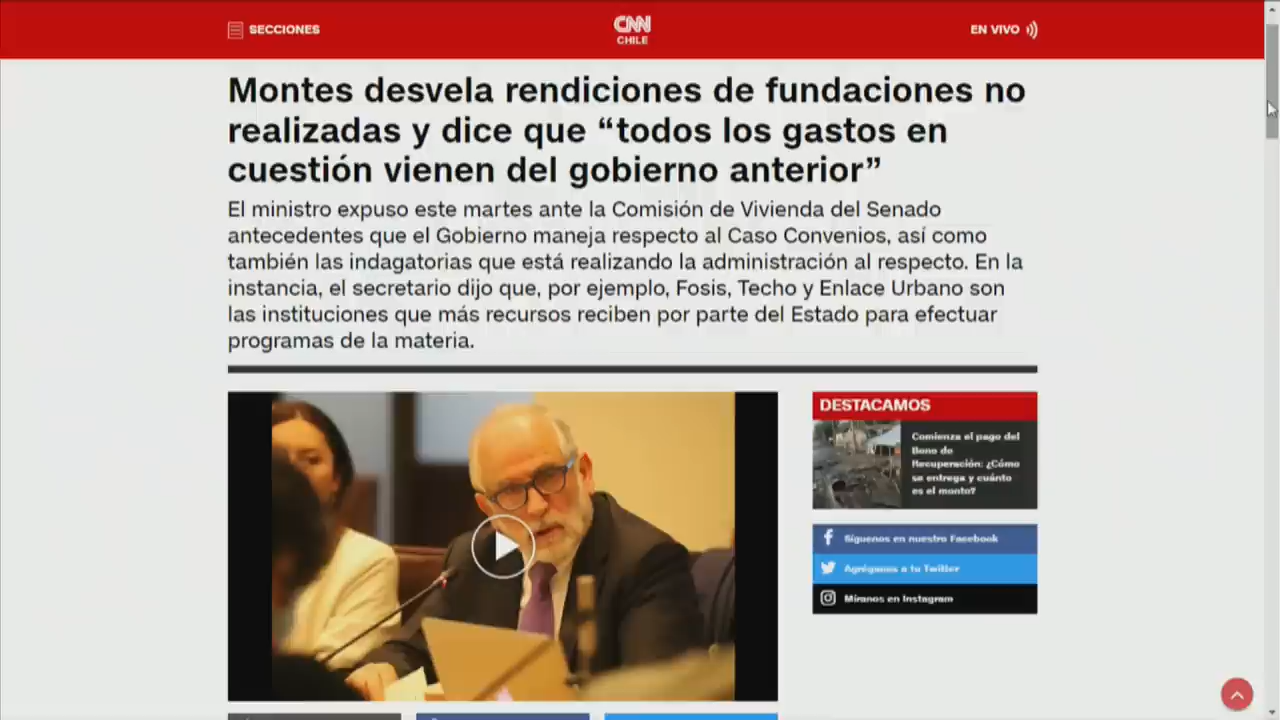 SECCIONES
CNN
CHILE
EN VIVO
Montes desvela rendiciones de fundaciones no
realizadas y dice que “todos los gastos en
cuestión vienen del gobierno anterior”
El ministro expuso este martes ante la Comisión de Vivienda del Senado
antecedentes que el Gobierno maneja respecto al Caso Convenios, así como
también las indagatorias que está realizando la administración al respecto. En la
instancia, el secretario dijo que, por ejemplo, Fosis, Techo y Enlace Urbano son
las instituciones que más recursos reciben por parte del Estado para efectuar
programas de la materia.
DESTACAMOS
Comienza el pago del
Bono de
Recuperación: ¿Cómo
se entrega y cuánto
es el monto?
Síguenos en nuestro Facebook
Agréganos a tu Twitter
Míranos en Instagram